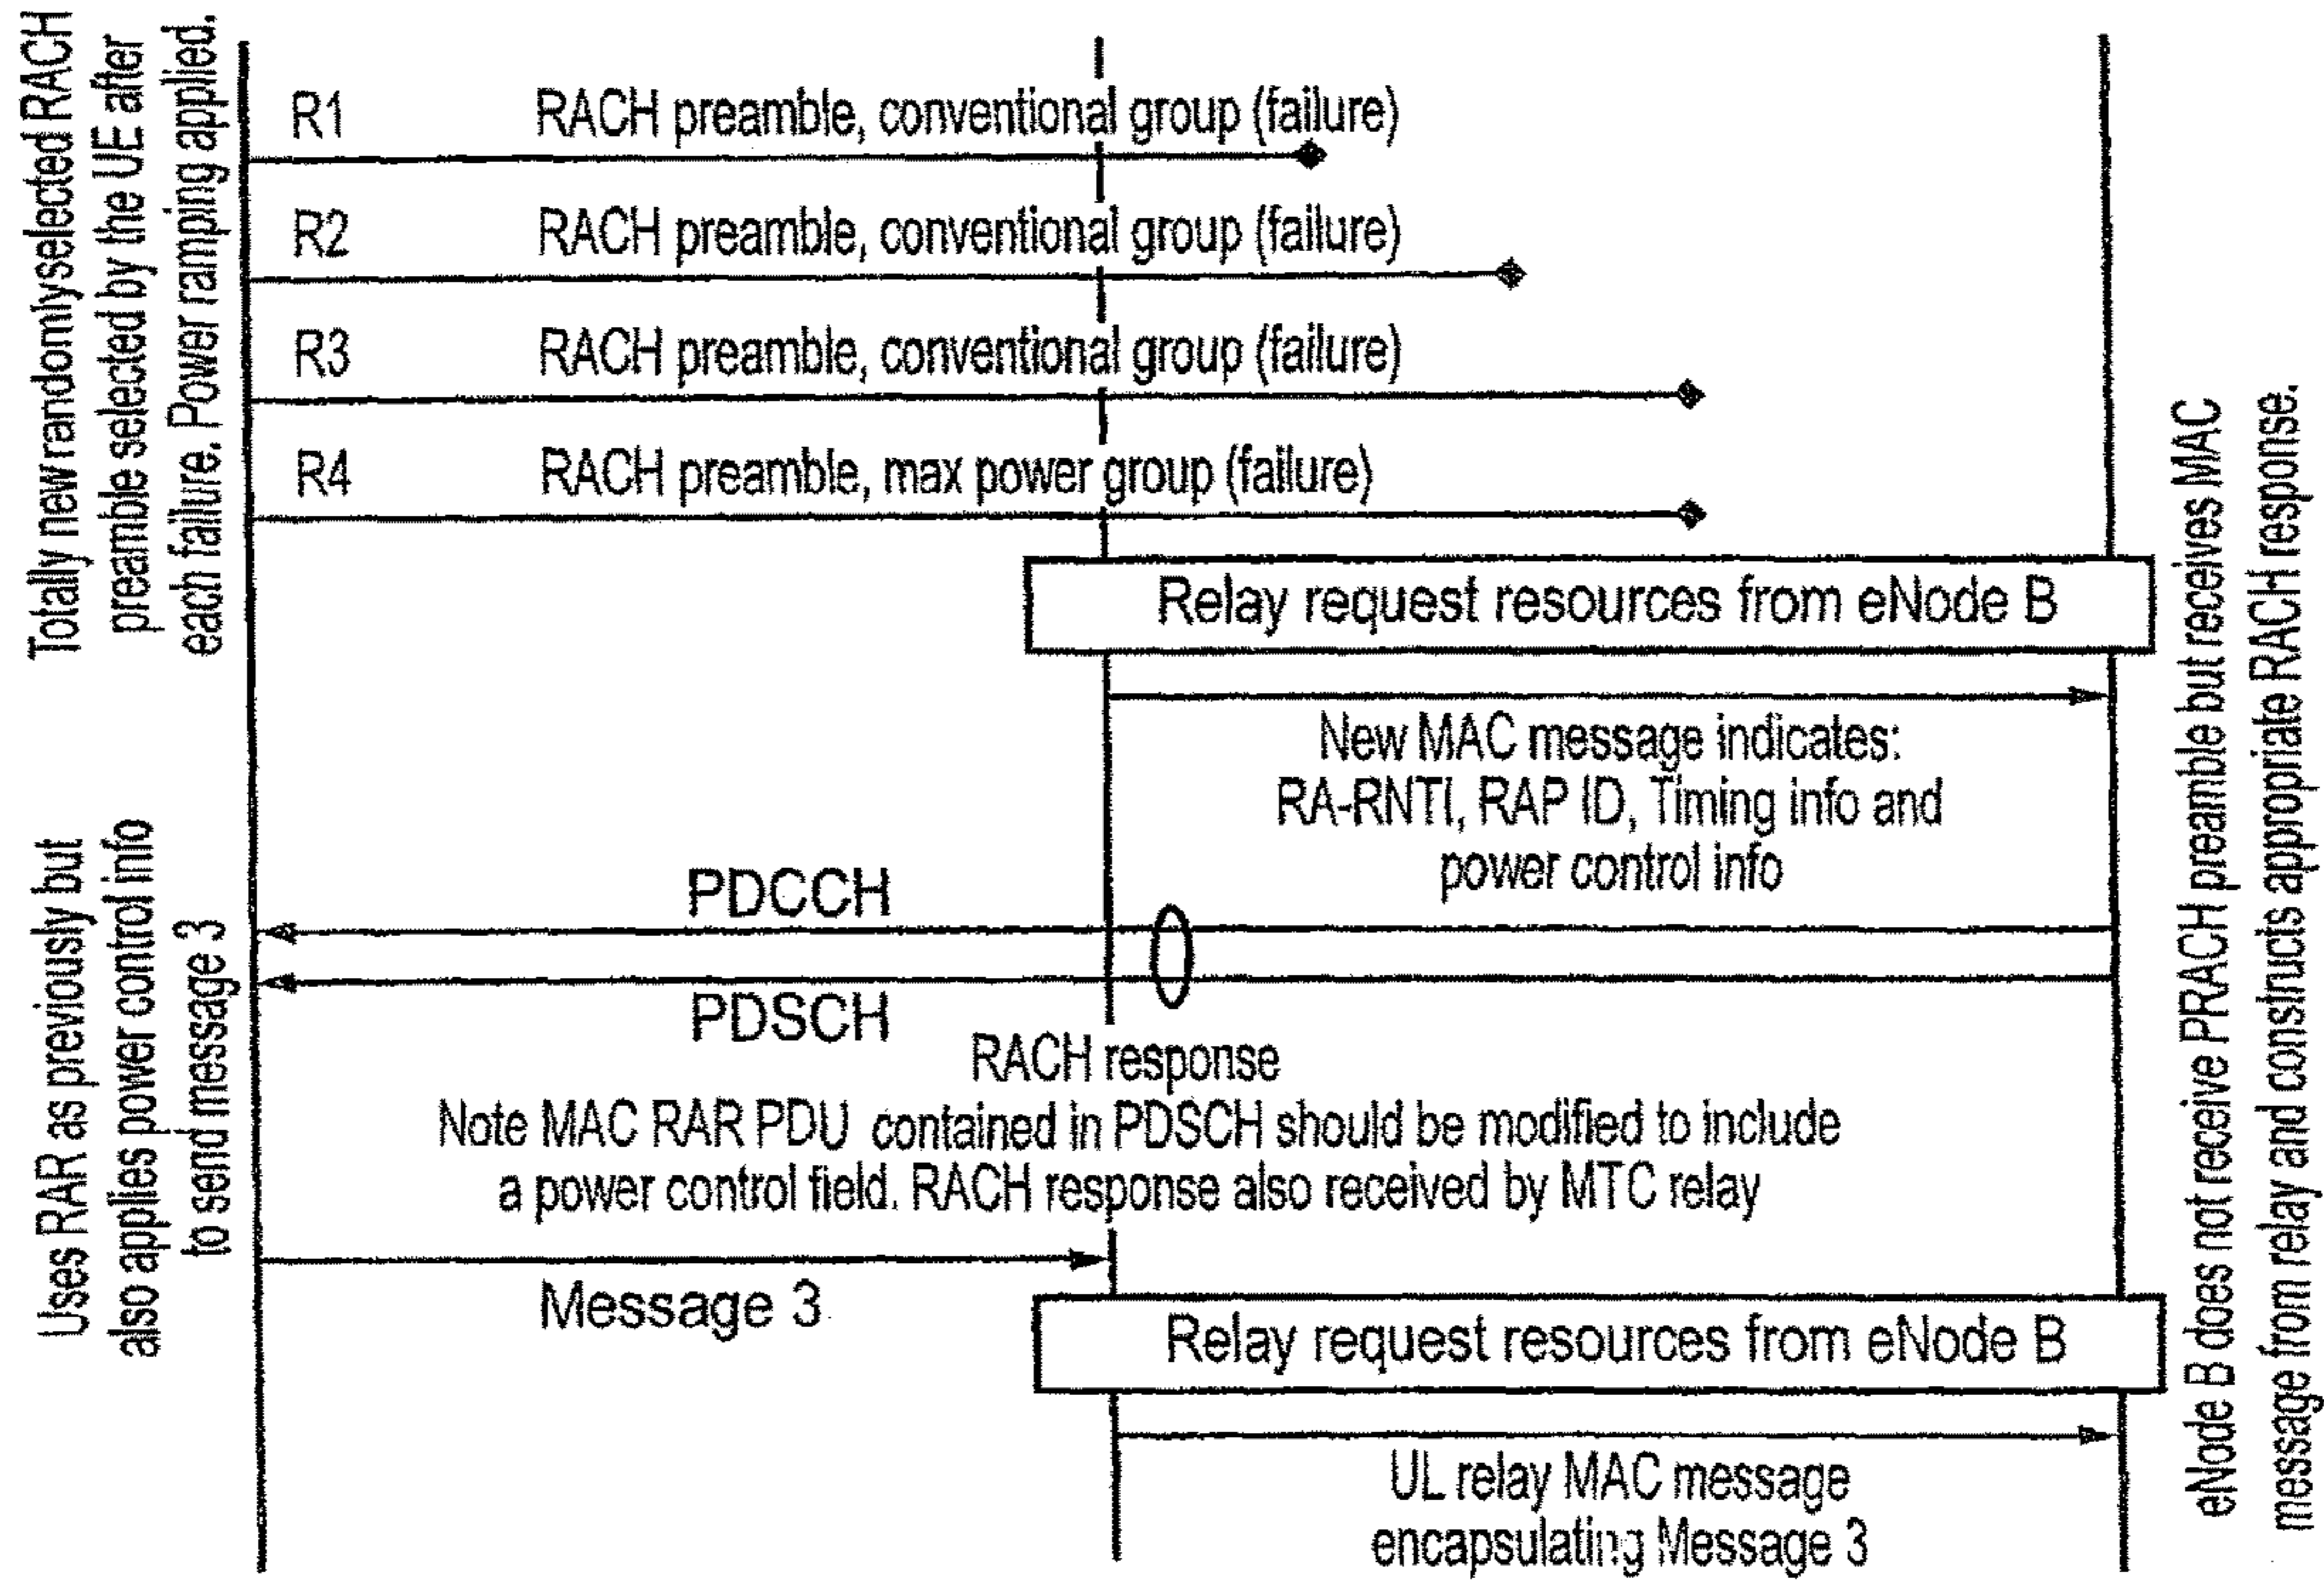 Totally new randomly selected RACH
preamble selected by the UE after
each failure. Power ramping applied.
R1 RACH preamble, conventional group (failure)
R2 RACH preamble, conventional group (failure)
R3 RACH preamble, conventional group (failure)
R4 RACH preamble, max power group (failure)
Relay request resources from eNode B
New MAC message indicates:
RA-RNTI, RAP ID, Timing info and
power control info
PDCCH
PDSCH
RACH response
Note MAC RAR PDU contained in PDSCH should be modified to include
a power control field. RACH response also received by MTC relay
Uses RAR as previously but
also applies power control info
to send message 3
Message 3
Relay request resources from eNode B
UL relay MAC message
encapsulating Message 3
eNode B does not receive PRACH preamble but receives MAC
message from relay and constructs appropriate RACH response.